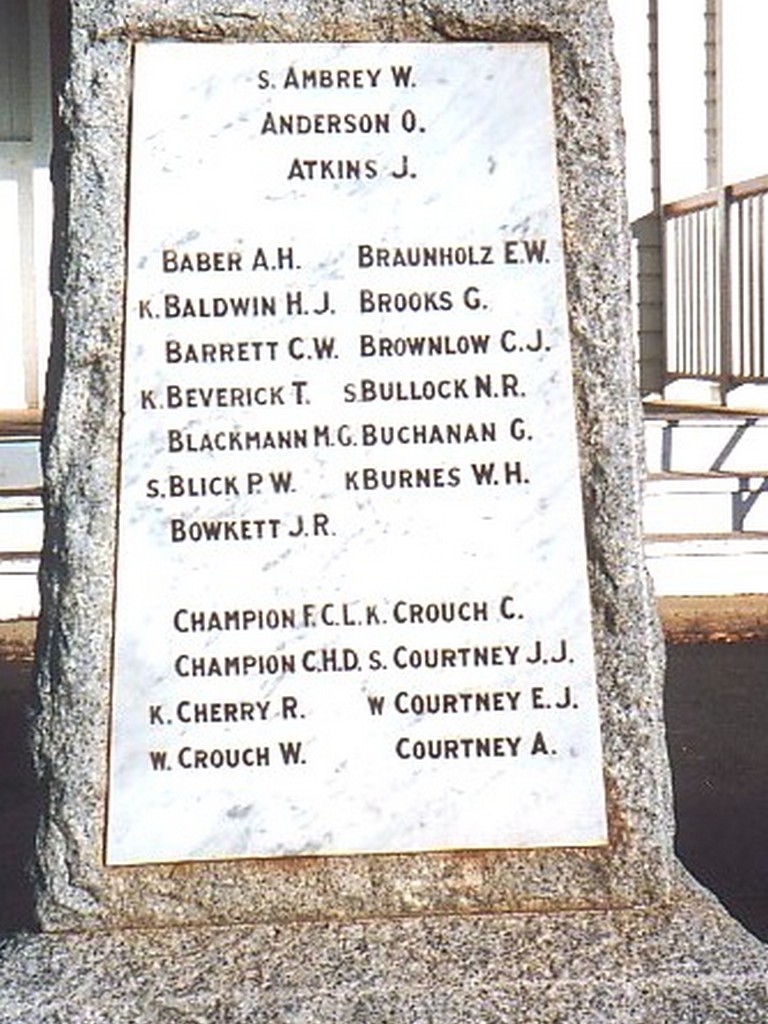 S. AMBREY W.
ANDERSON O.
ATKINS J.
BABER A.H. BRAUNHOLZ E.W.
K. BALDWIN H.J. BROOKS G.
BARRETT C.W. BROWNLOW C.J.
K. BEVERICK T. S BULLOCK N.R.
BLACKMANN M.G. BUCHANAN G.
S. BLICK P.W. K BURNES W.H.
BOWKETT J.R.
CHAMPION F.C.L. K. CROUCH C.
CHAMPION C.H.D. S. COURTNEY J.J.
K. CHERRY R. W COURTNEY E.J.
W. CROUCH W. COURTNEY A.